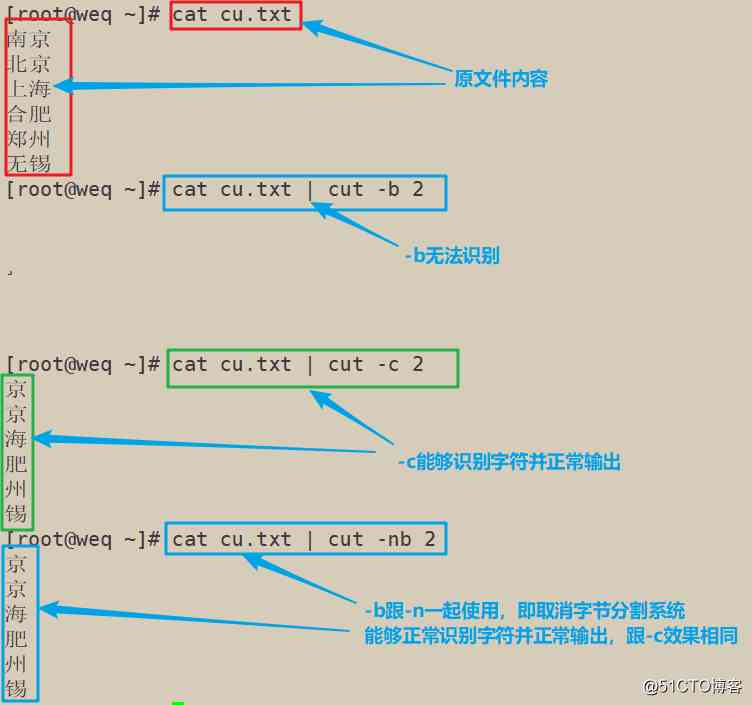 [root@weq ~]# cat cu.txt
南京
北京
上海
合肥
郑州
无锡
原文件内容
[root@weq ~]# cat cu.txt | cut -b 2
-b无法识别
[root@weq ~]# cat cu.txt | cut -c 2
京
京
海
肥
州
锡
-c能够识别字符并正常输出
[root@weq ~]# cat cu.txt | cut -nb 2
京
京
海
肥
州
锡
-b跟-n一起使用，即取消字节分割系统
能够正常识别字符并正常输出，跟-c效果相同
@51CTO博客